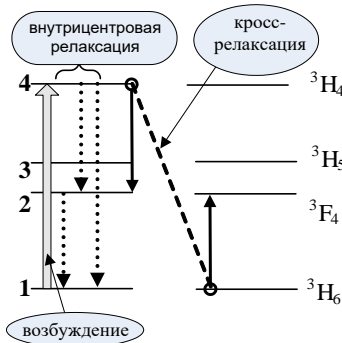 внутрицентровая
релаксация
кросс-
релаксация
4
3
2
1
³H₄
³H₅
³F₄
³H₆
возбуждение